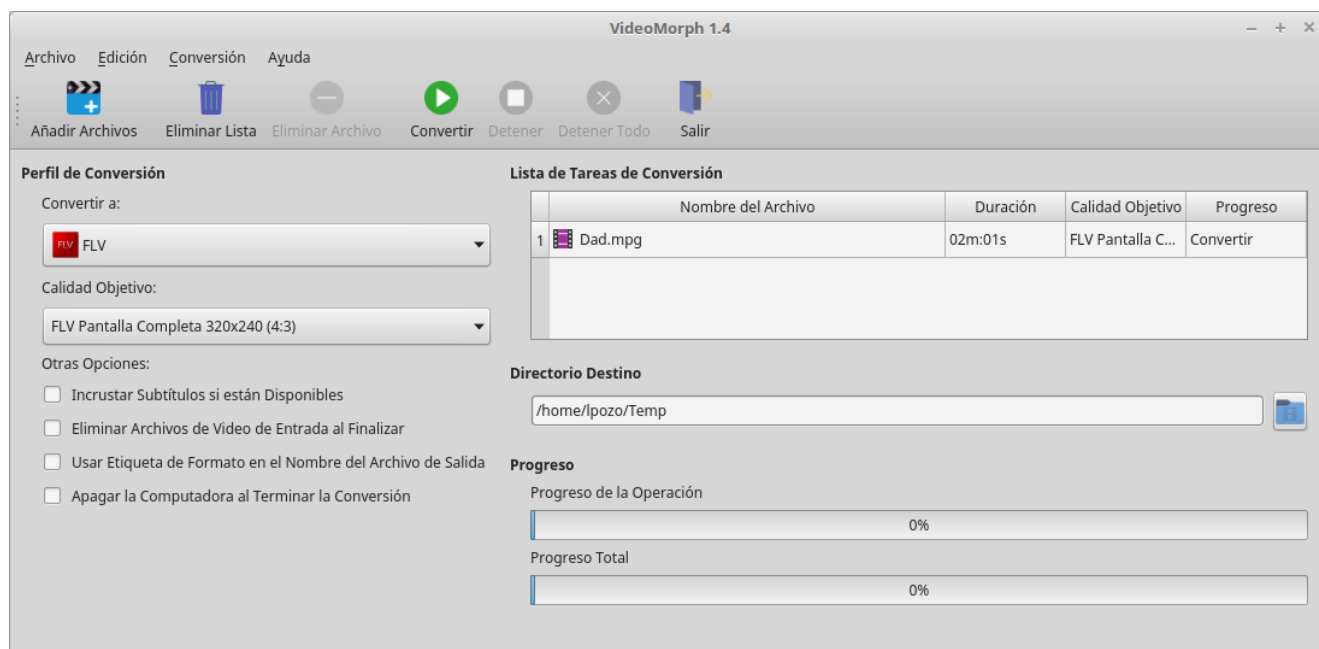 VideoMorph 1.4
Archivo Edición Conversión Ayuda
Añadir Archivos Eliminar Lista Eliminar Archivo Convertir Detener Detener Todo Salir
Perfil de Conversión
Convertir a:
FLV FLV
Calidad Objetivo:
FLV Pantalla Completa 320x240 (4:3)
Otras Opciones:
Incrustar Subtítulos si están Disponibles
Eliminar Archivos de Video de Entrada al Finalizar
Usar Etiqueta de Formato en el Nombre del Archivo de Salida
Apagar la Computadora al Terminar la Conversión
Lista de Tareas de Conversión
Nombre del Archivo Duración Calidad Objetivo Progreso
1 Dad.mpg 02m:01s FLV Pantalla C... Convertir
Directorio Destino
/home/lpozo/Temp
Progreso
Progreso de la Operación
0%
Progreso Total
0%